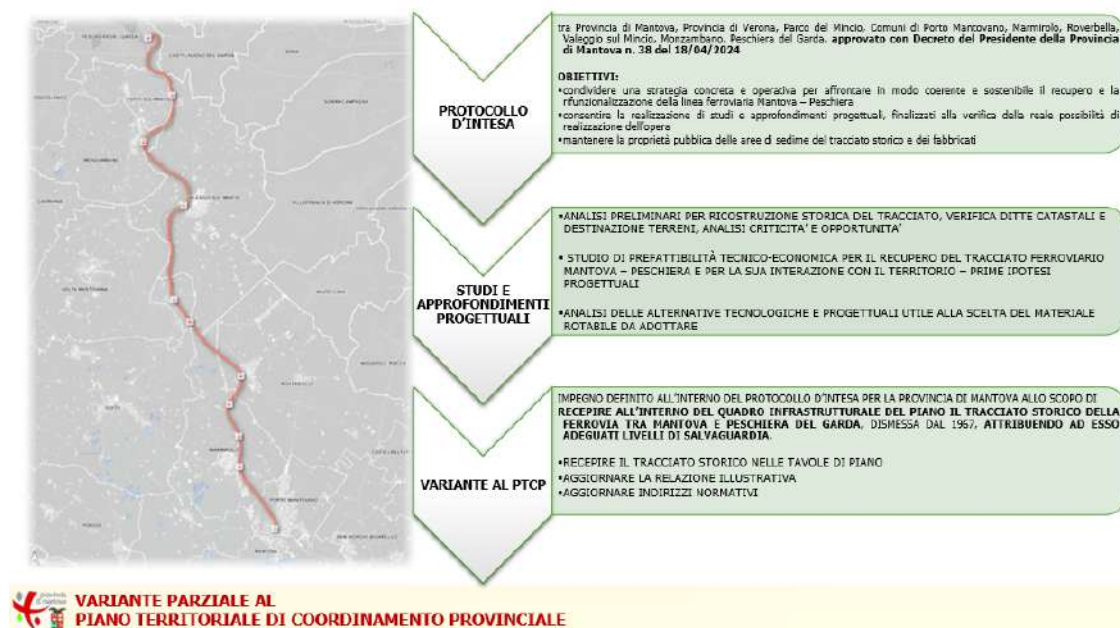 PROTOCOLLO
D'INTESA
tra Provincia di Mantova, Provincia di Verona, Parco del Mincio, Comuni di Porto Mantovano, Marmirolo, Roverbella,
Valeggio sul Mincio, Monzambano, Peschiera del Garda, approvato con Decreto del Presidente della Provincia
di Mantova n. 38 del 18/04/2024
OBIETTIVI:
•condividere una strategia concreta e operativa per affrontare in modo coerente e sostenibile il recupero e la
rifunzionalizzazione della linea ferroviaria Mantova – Peschiera
•consentire la realizzazione di studi e approfondimenti progettuali, finalizzati alla verifica della reale possibilità di
realizzazione dell'opera
•mantenere la proprietà pubblica delle aree di sedime del tracciato storico e dei fabbricati
STUDI E
APPROFONDIMENTI
PROGETTUALI
•ANALISI PRELIMINARI PER RICOSTRUZIONE STORICA DEL TRACCIATO, VERIFICA DITTE CATASTALI E
DESTINAZIONE TERRENI, ANALISI CRITICITA' E OPPORTUNITA'
• STUDIO DI PREFATTIBILITÀ TECNICO-ECONOMICA PER IL RECUPERO DEL TRACCIATO FERROVIARIO
MANTOVA – PESCHIERA E PER LA SUA INTERAZIONE CON IL TERRITORIO – PRIME IPOTESI
PROGETTUALI
•ANALISI DELLE ALTERNATIVE TECNOLOGICHE E PROGETTUALI UTILE ALLA SCELTA DEL MATERIALE
ROTABILE DA ADOTTARE
VARIANTE AL PTCP
IMPEGNO DEFINITO ALL'INTERNO DEL PROTOCOLLO D'INTESA PER LA PROVINCIA DI MANTOVA ALLO SCOPO DI
RECEPIRE ALL'INTERNO DEL QUADRO INFRASTRUTTURALE DEL PIANO IL TRACCIATO STORICO DELLA
FERROVIA TRA MANTOVA E PESCHIERA DEL GARDA, DISMESSA DAL 1967, ATTRIBUENDO AD ESSO
ADEGUATI LIVELLI DI SALVAGUARDIA.
•RECEPIRE IL TRACCIATO STORICO NELLE TAVOLE DI PIANO
•AGGIORNARE LA RELAZIONE ILLUSTRATIVA
•AGGIORNARE INDIRIZZI NORMATIVI
VARIANTE PARZIALE AL
PIANO TERRITORIALE DI COORDINAMENTO PROVINCIALE